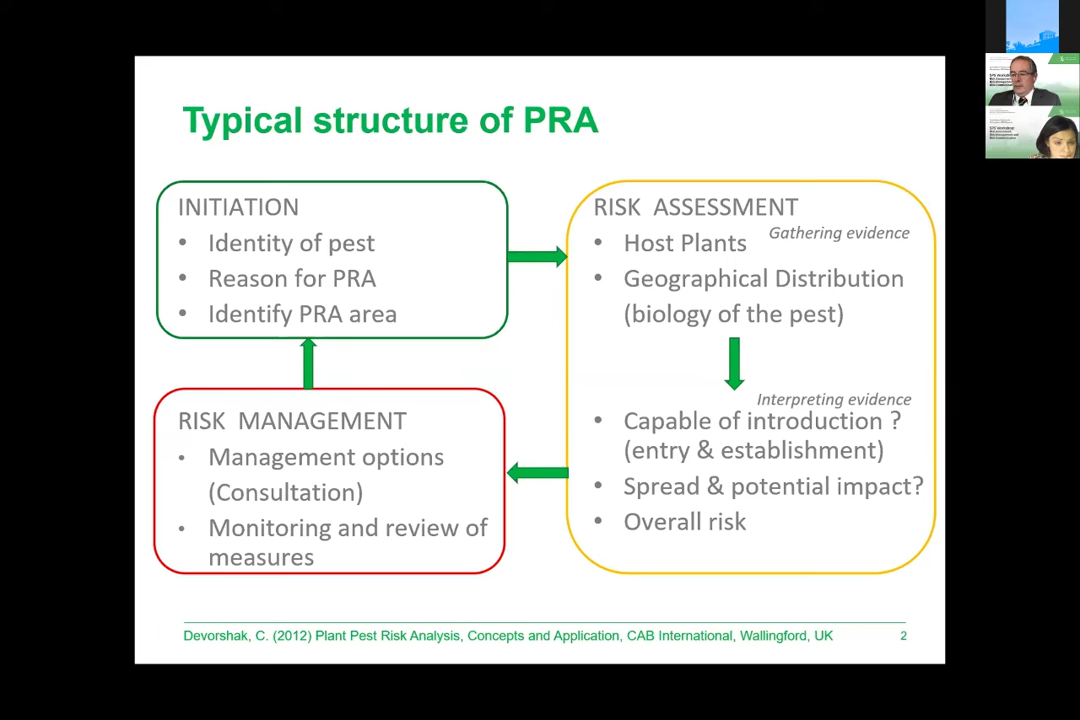 Typical structure of PRA
INITIATION
• Identity of pest
• Reason for PRA
• Identify PRA area
RISK ASSESSMENT
Gathering evidence
• Host Plants
• Geographical Distribution
(biology of the pest)
Interpreting evidence
• Capable of introduction ?
(entry & establishment)
• Spread & potential impact?
• Overall risk
RISK MANAGEMENT
• Management options
(Consultation)
• Monitoring and review of
measures
Devorshak, C. (2012) Plant Pest Risk Analysis, Concepts and Application, CAB International, Wallingford, UK
2